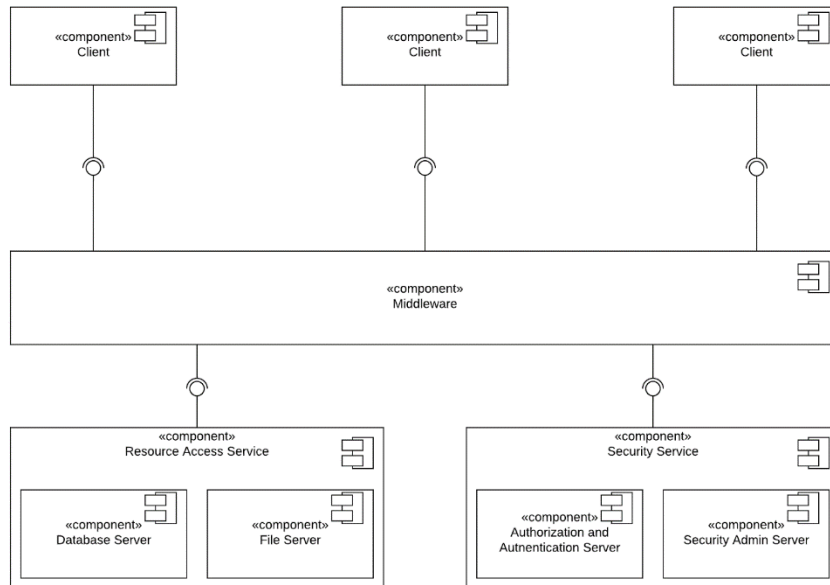 «component»
Client
«component»
Client
«component»
Client
«component»
Middleware
«component»
Resource Access Service
«component»
Security Service
«component»
Database Server
«component»
File Server
«component»
Authorization and
Autnentication Server
«component»
Security Admin Server